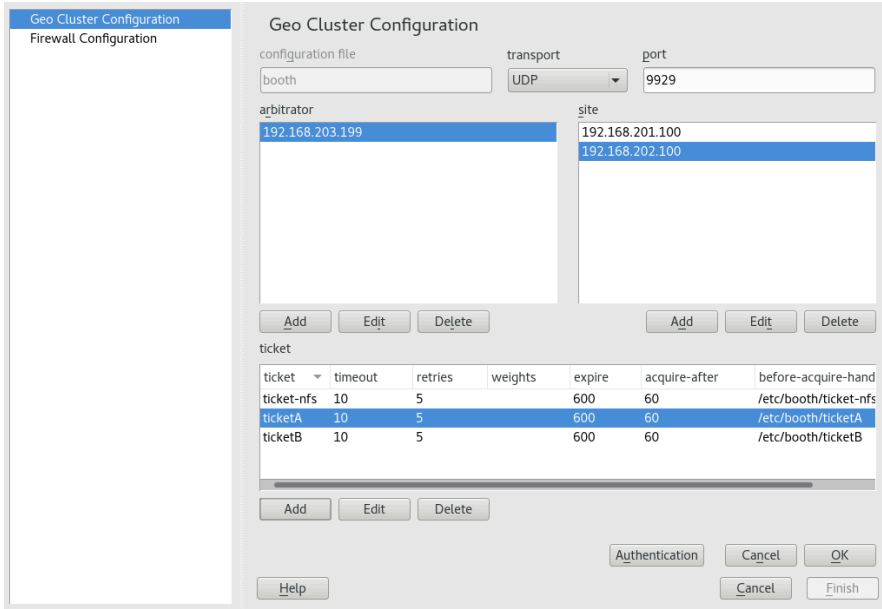 Geo Cluster Configuration
Firewall Configuration
Geo Cluster Configuration
configuration file transport port
booth UDP 9929
arbitrator site
192.168.203.199 192.168.201.100
192.168.202.100
Add Edit Delete Add Edit Delete
ticket
ticket timeout retries weights expire acquire-after before-acquire-hand
ticket-nfs 10 5 600 60 /etc/booth/ticket-nfs
ticketA 10 5 600 60 /etc/booth/ticketA
ticketB 10 5 600 60 /etc/booth/ticketB
Add Edit Delete
Authentication Cancel OK
Help Cancel Finish